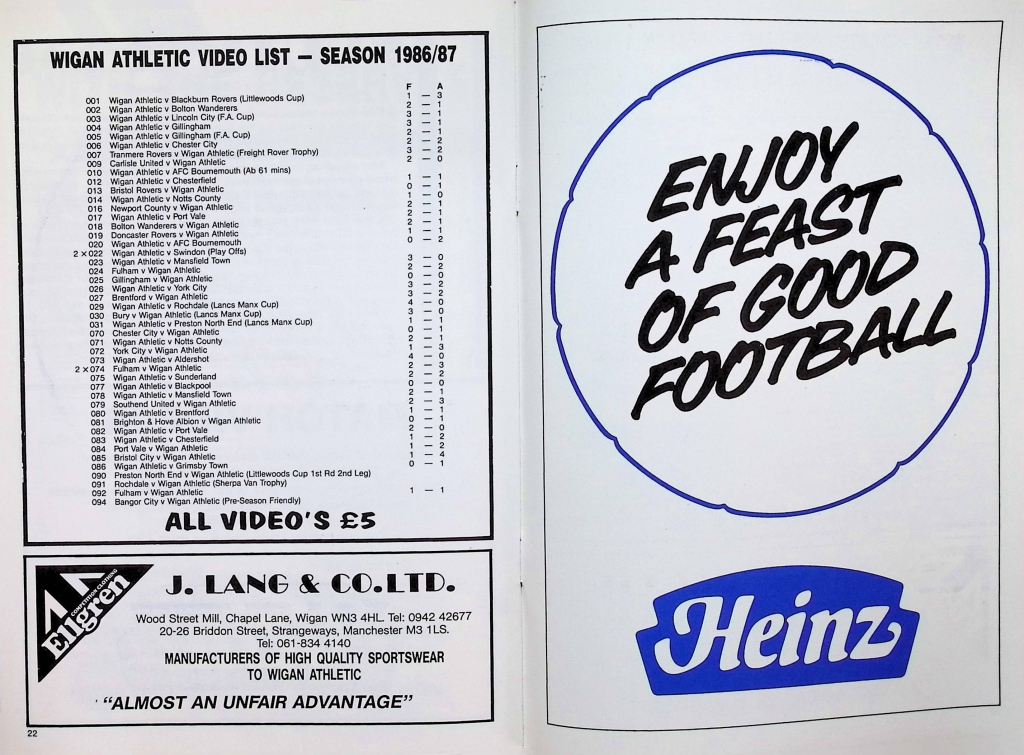 WIGAN ATHLETIC VIDEO LIST – SEASON 1986/87
F A
001 Wigan Athletic v Blackburn Rovers (Littlewoods Cup) 1 – 3
002 Wigan Athletic v Bolton Wanderers 2 – 1
003 Wigan Athletic v Lincoln City (F.A. Cup) 3 – 1
004 Wigan Athletic v Gillingham 3 – 1
005 Wigan Athletic v Gillingham (F.A. Cup) 2 – 1
006 Wigan Athletic v Chester City 2 – 2
007 Tranmere Rovers v Wigan Athletic (Freight Rover Trophy) 3 – 2
009 Carlisle United v Wigan Athletic 2 – 0
010 Wigan Athletic v AFC Bournemouth (Ab 61 mins)
012 Wigan Athletic v Chesterfield 1 – 1
013 Bristol Rovers v Wigan Athletic 0 – 1
014 Wigan Athletic v Notts County 1 – 0
016 Newport County v Wigan Athletic 2 – 1
017 Wigan Athletic v Port Vale 2 – 1
018 Bolton Wanderers v Wigan Athletic 2 – 1
019 Doncaster Rovers v Wigan Athletic 1 – 1
020 Wigan Athletic v AFC Bournemouth 0 – 2
2 × 022 Wigan Athletic v Swindon (Play Offs)
023 Wigan Athletic v Mansfield Town 3 – 0
024 Fulham v Wigan Athletic 2 – 2
025 Gillingham v Wigan Athletic 0 – 0
026 Wigan Athletic v York City 3 – 2
027 Brentford v Wigan Athletic 3 – 2
029 Wigan Athletic v Rochdale (Lancs Manx Cup) 4 – 0
030 Bury v Wigan Athletic (Lancs Manx Cup) 3 – 0
031 Wigan Athletic v Preston North End (Lancs Manx Cup) 1 – 1
070 Chester City v Wigan Athletic 0 – 1
071 Wigan Athletic v Notts County 2 – 1
072 York City v Wigan Athletic 1 – 3
073 Wigan Athletic v Aldershot 4 – 0
2 × 074 Fulham v Wigan Athletic 2 – 3
075 Wigan Athletic v Sunderland 2 – 2
077 Wigan Athletic v Blackpool 0 – 0
078 Wigan Athletic v Mansfield Town 2 – 1
079 Southend United v Wigan Athletic 2 – 3
080 Wigan Athletic v Brentford 1 – 1
081 Brighton & Hove Albion v Wigan Athletic 0 – 1
082 Wigan Athletic v Port Vale 2 – 0
083 Wigan Athletic v Chesterfield 1 – 2
084 Port Vale v Wigan Athletic 1 – 2
085 Bristol City v Wigan Athletic 1 – 4
086 Wigan Athletic v Grimsby Town 0 – 1
090 Preston North End v Wigan Athletic (Littlewoods Cup 1st Rd 2nd Leg)
091 Rochdale v Wigan Athletic (Sherpa Van Trophy)
092 Fulham v Wigan Athletic 1 – 1
094 Bangor City v Wigan Athletic (Pre-Season Friendly)
ALL VIDEO'S £5
COMPETITION CLOTHING
Ellgren
J. LANG & CO. LTD.
Wood Street Mill, Chapel Lane, Wigan WN3 4HL. Tel: 0942 42677
20-26 Briddon Street, Strangeways, Manchester M3 1LS.
Tel: 061-834 4140
MANUFACTURERS OF HIGH QUALITY SPORTSWEAR
TO WIGAN ATHLETIC
"ALMOST AN UNFAIR ADVANTAGE"
22
ENJOY
A FEAST
OF GOOD
FOOTBALL
Heinz